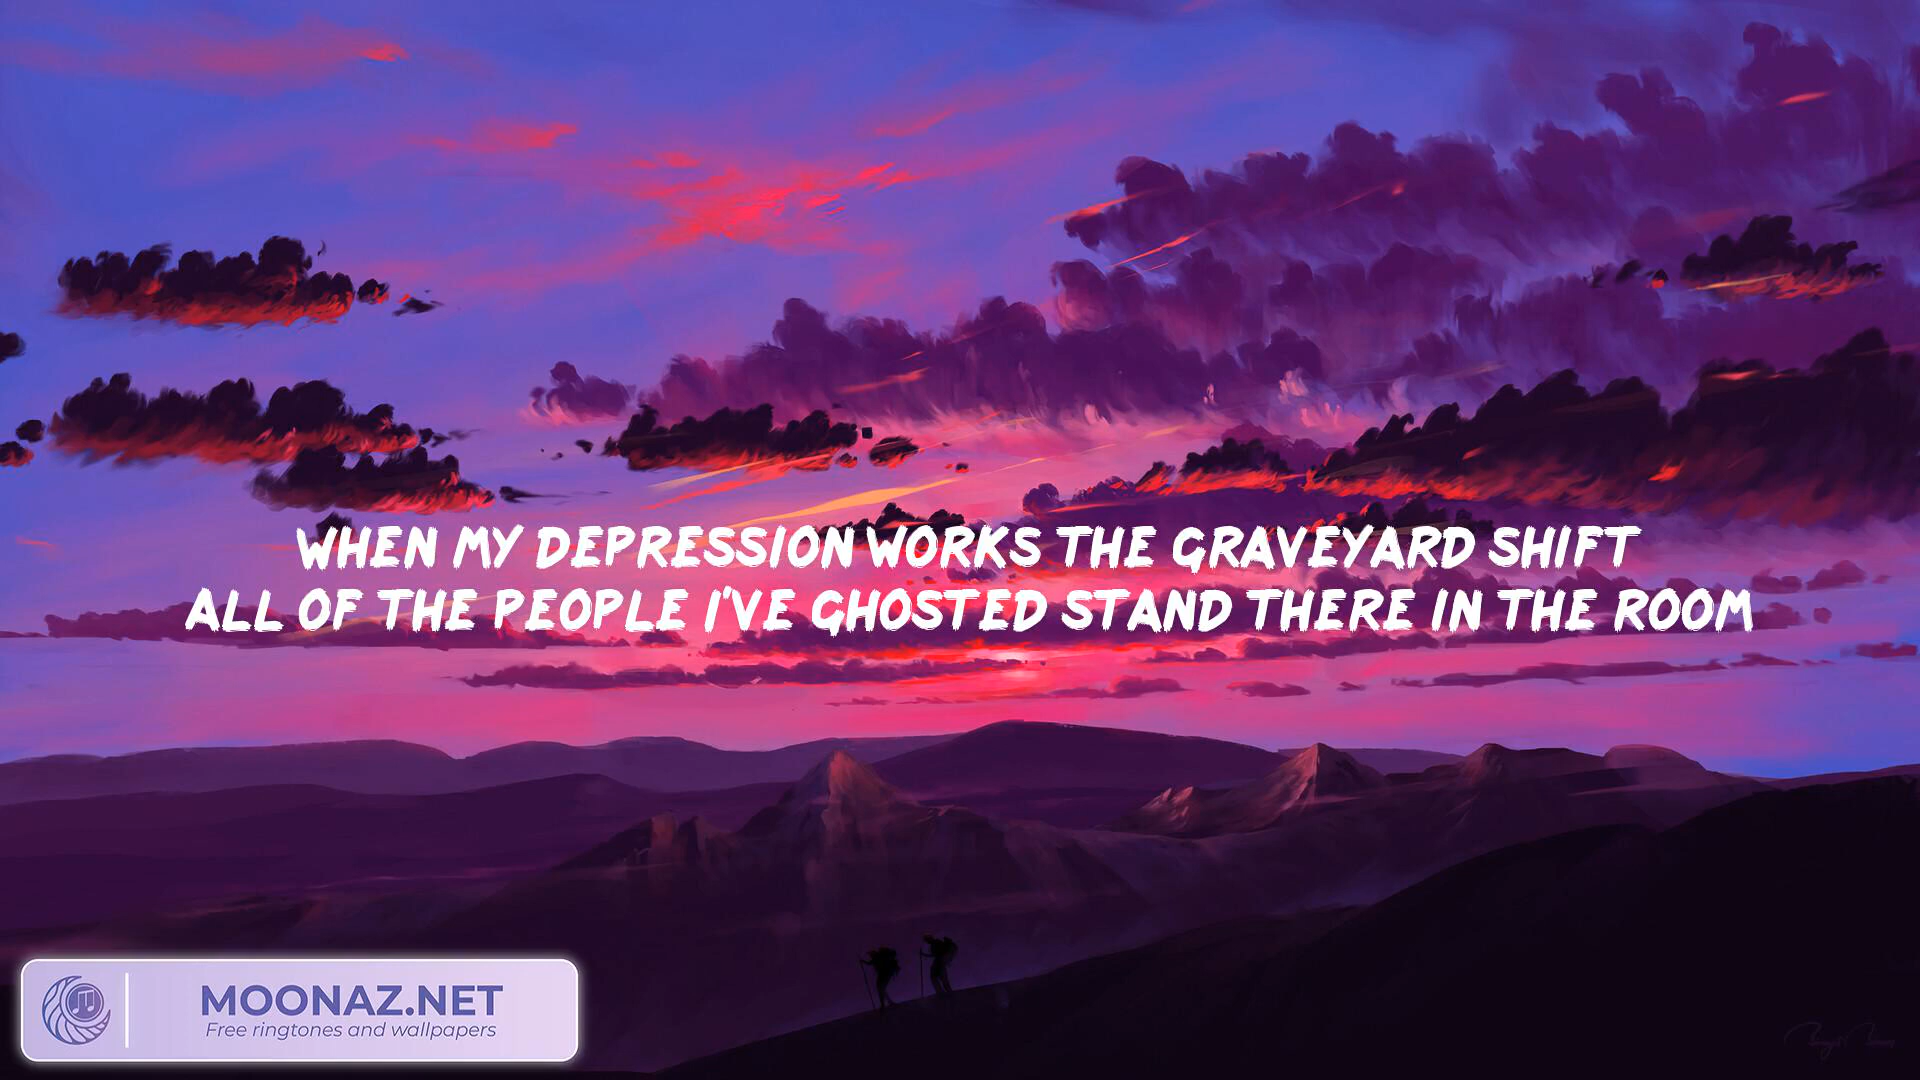 WHEN MY DEPRESSION WORKS THE GRAVEYARD SHIFT
ALL OF THE PEOPLE I'VE GHOSTED STAND THERE IN THE ROOM
MOONAZ.NET
Free ringtones and wallpapers